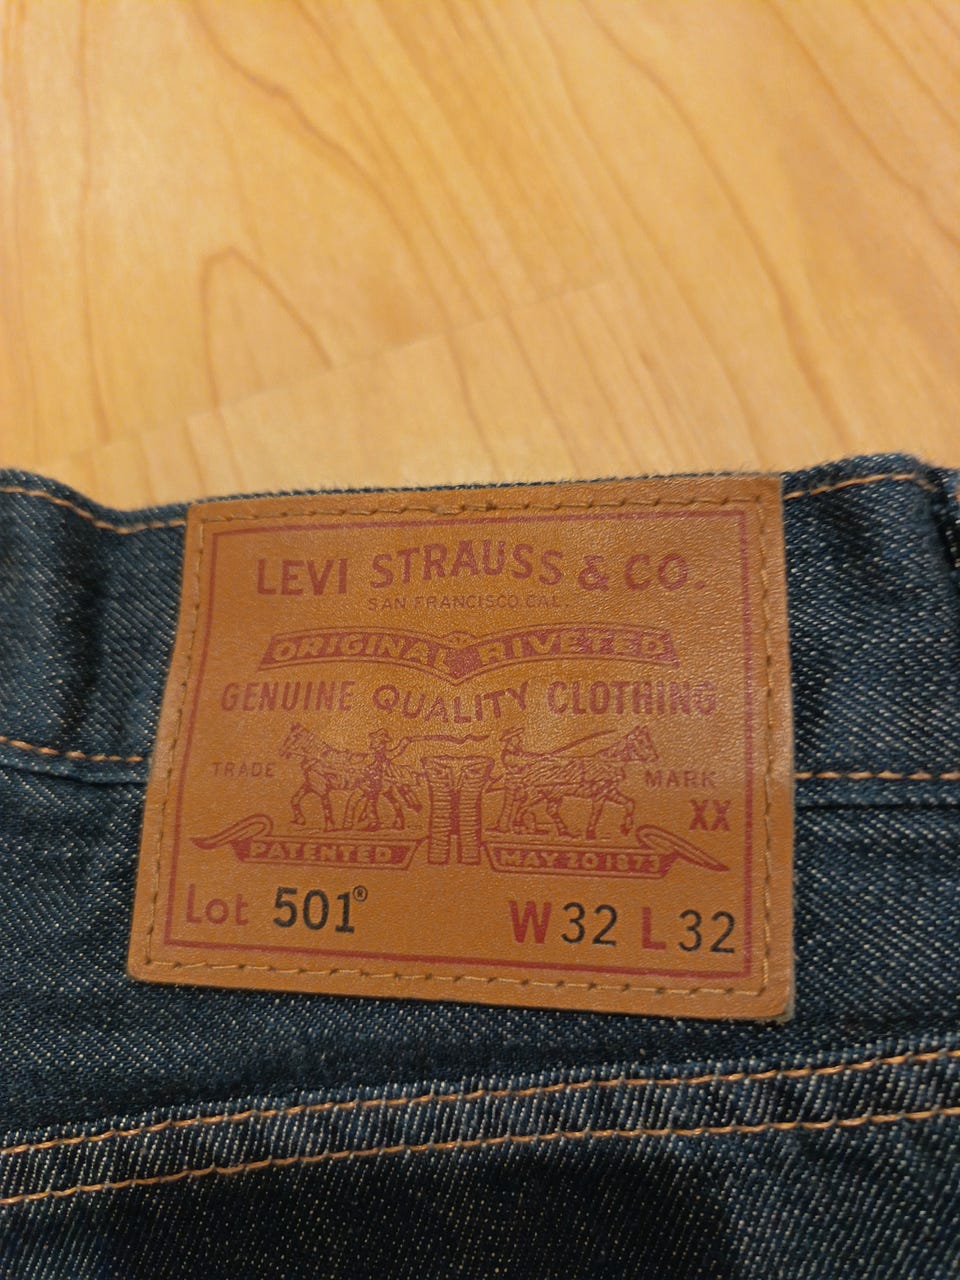 LEVI STRAUSS & CO.
SAN FRANCISCO, CAL.
ORIGINAL RIVETED
GENUINE QUALITY CLOTHING
TRADE MARK
XX
PATENTED MAY 20 1873
Lot 501® W32 L32